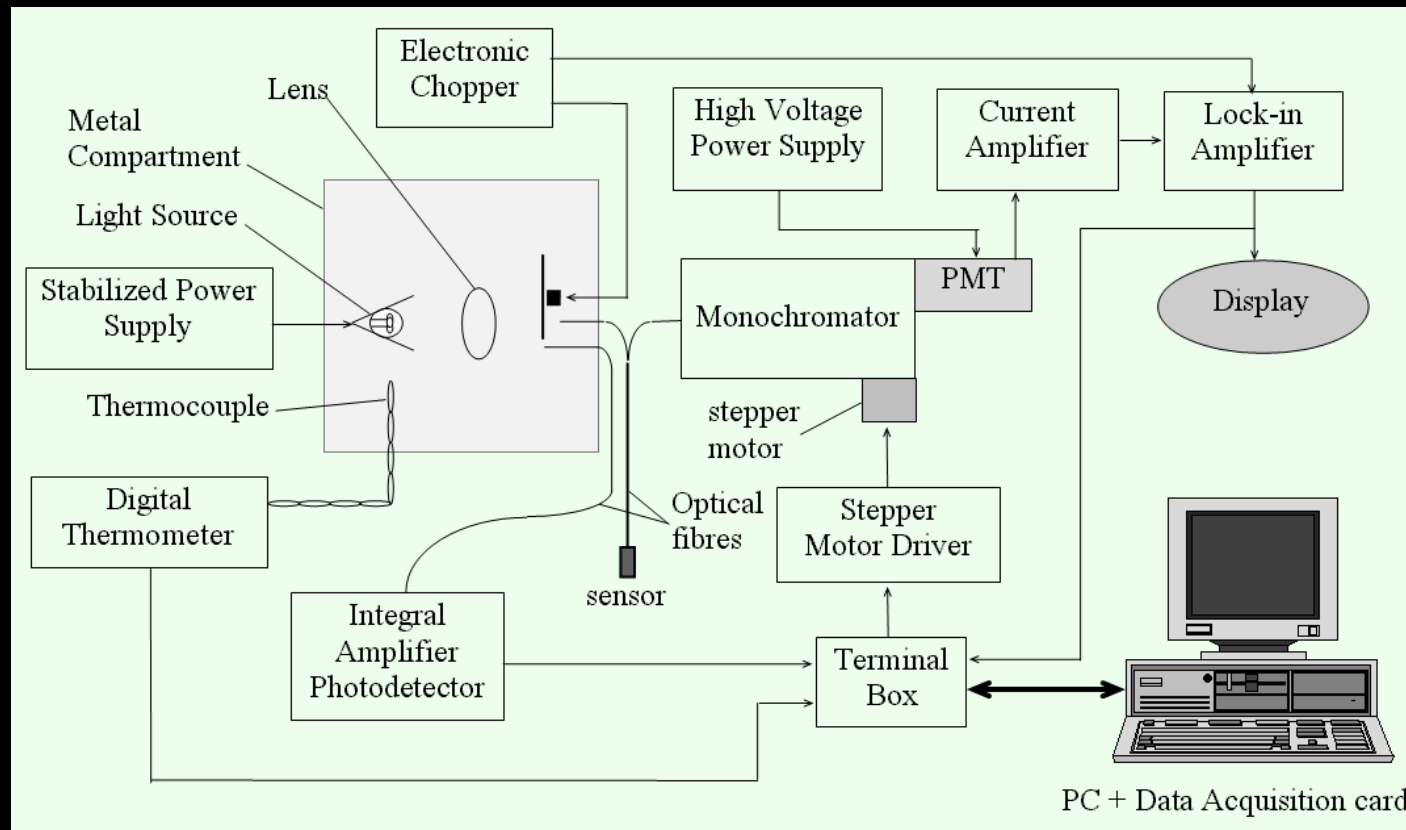 Electronic
Chopper
Lens
High Voltage
Power Supply
Current
Amplifier
Lock-in
Amplifier
Metal
Compartment
Light Source
Stabilized Power
Supply
PMT
Monochromator
Display
Thermocouple
stepper
motor
Digital
Thermometer
Optical
fibres
Stepper
Motor Driver
sensor
Integral
Amplifier
Photodetector
Terminal
Box
PC + Data Acquisition card